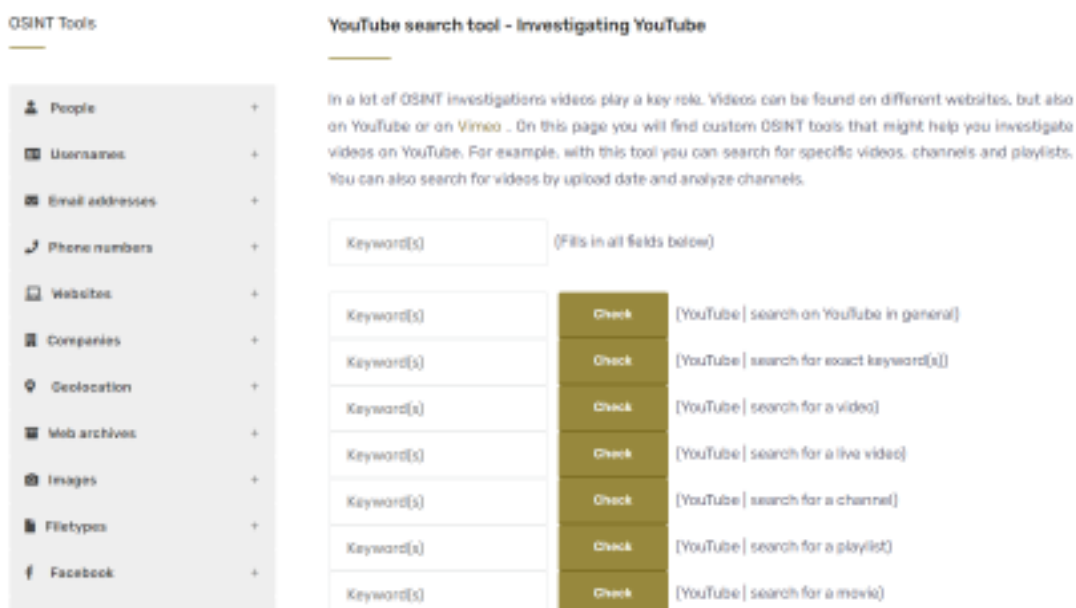 OSINT Tools
People +
Usernames +
Email addresses +
Phone numbers +
Websites +
Companies +
Geolocation +
Web archives +
Images +
Filetypes +
Facebook +
YouTube search tool - Investigating YouTube
In a lot of OSINT investigations videos play a key role. Videos can be found on different websites, but also
on YouTube or on Vimeo . On this page you will find custom OSINT tools that might help you investigate
videos on YouTube. For example, with this tool you can search for specific videos, channels and playlists.
You can also search for videos by upload date and analyze channels.
Keyword(s) (Fills in all fields below)
Keyword(s) Check (YouTube | search on YouTube in general)
Keyword(s) Check (YouTube | search for exact keyword(s))
Keyword(s) Check (YouTube | search for a video)
Keyword(s) Check (YouTube | search for a live video)
Keyword(s) Check (YouTube | search for a channel)
Keyword(s) Check (YouTube | search for a playlist)
Keyword(s) Check (YouTube | search for a movie)